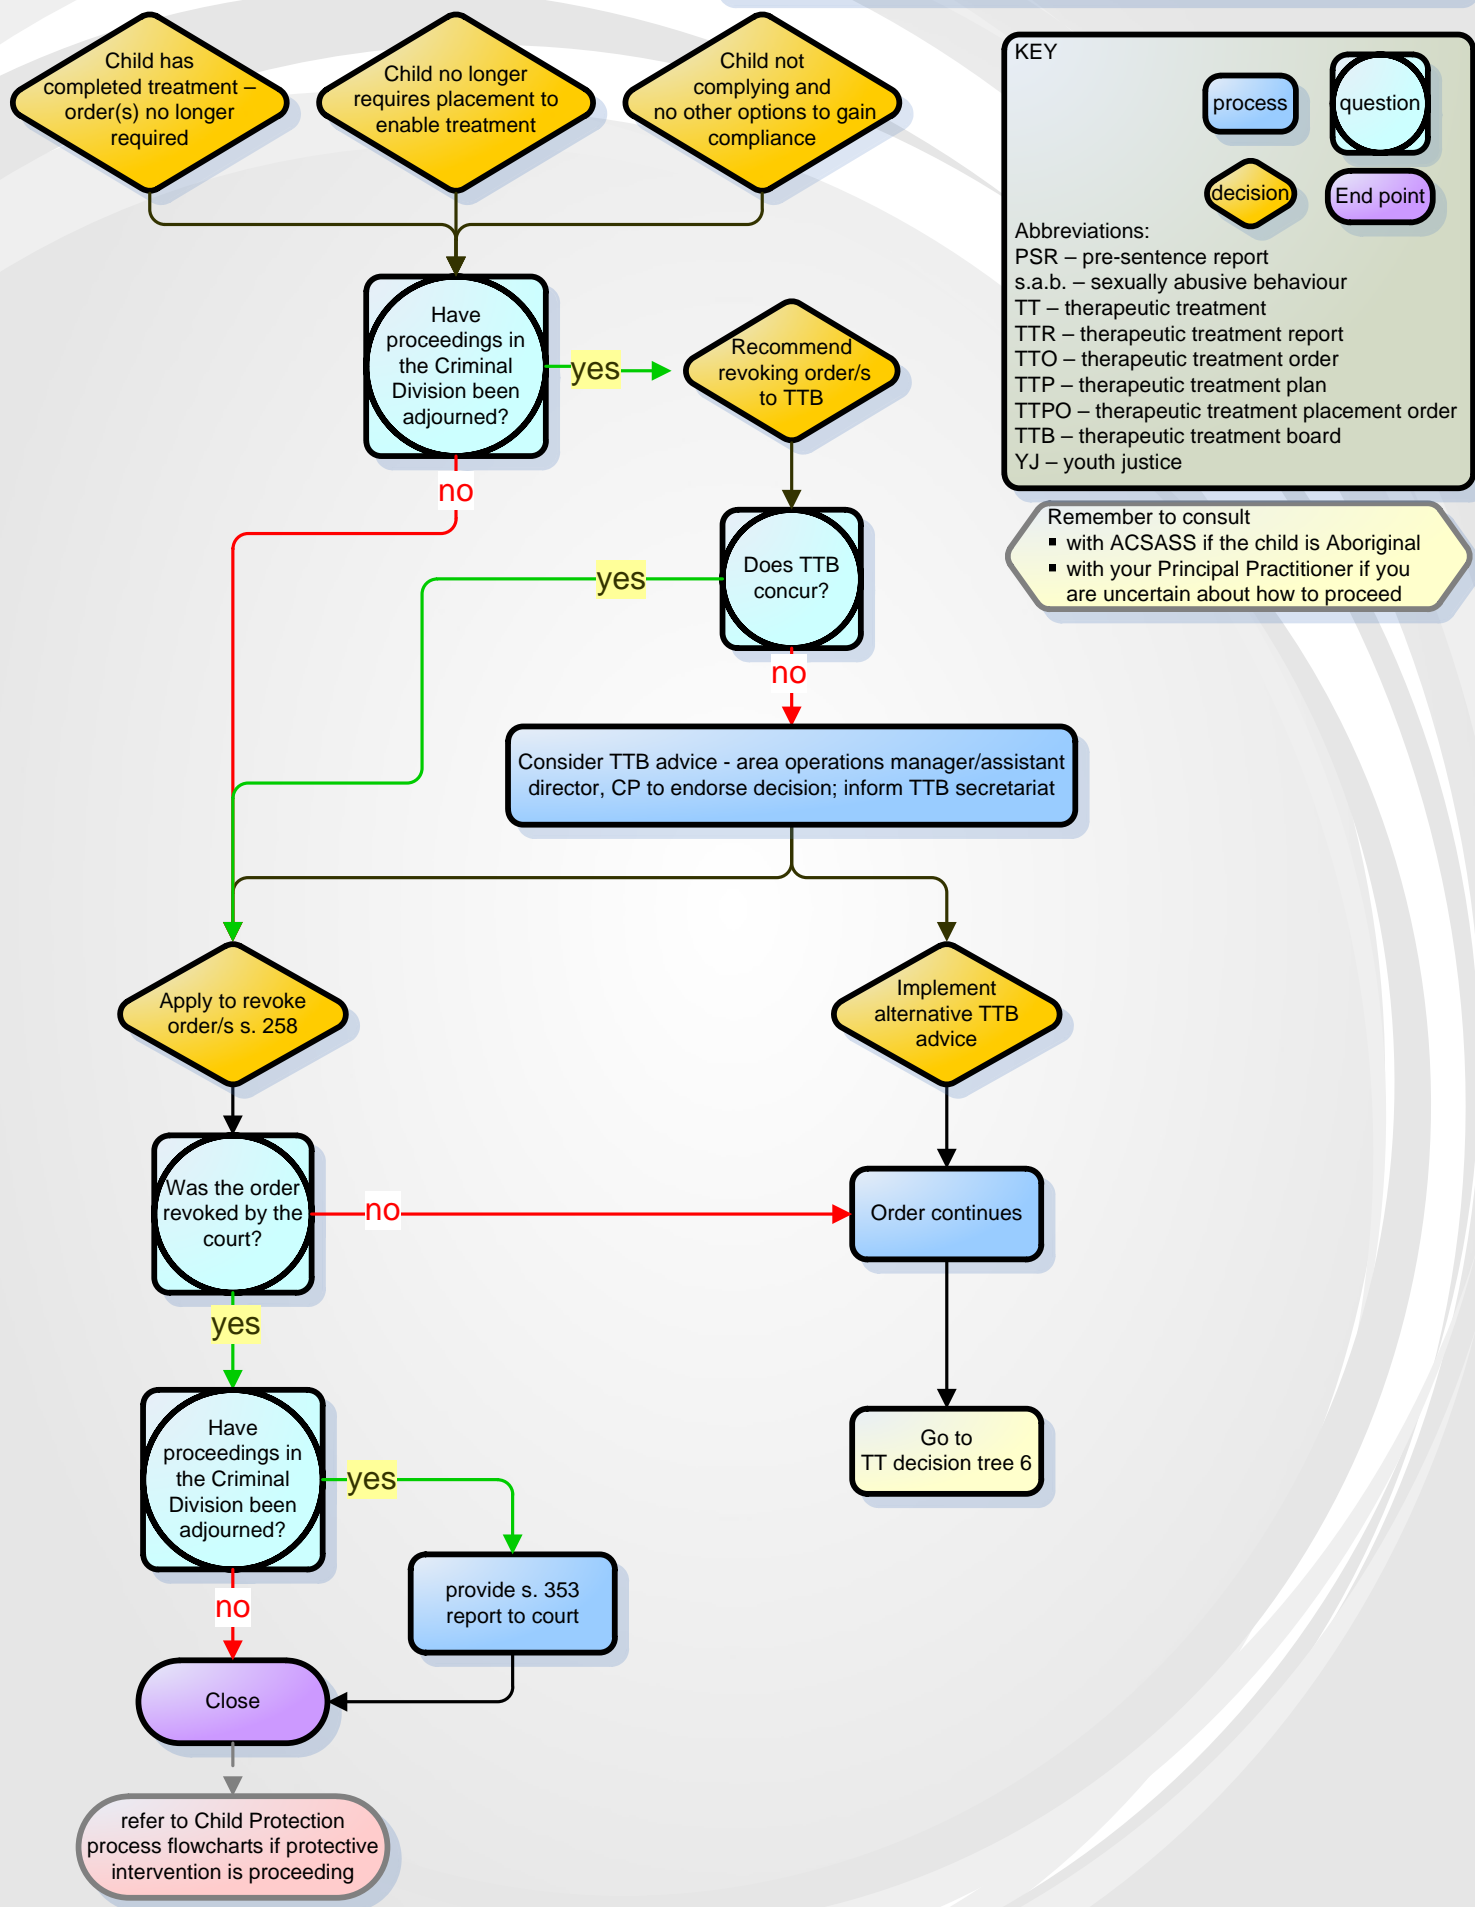 Child has
completed treatment –
order(s) no longer
required
Child no longer
requires placement to
enable treatment
Child not
complying and
no other options to gain
compliance
KEY
process
question
decision
End point
Abbreviations:
PSR – pre-sentence report
s.a.b. – sexually abusive behaviour
TT – therapeutic treatment
TTR – therapeutic treatment report
TTO – therapeutic treatment order
TTP – therapeutic treatment plan
TTPO – therapeutic treatment placement order
TTB – therapeutic treatment board
YJ – youth justice
Remember to consult
▪ with ACSASS if the child is Aboriginal
▪ with your Principal Practitioner if you
are uncertain about how to proceed
Have
proceedings in
the Criminal
Division been
adjourned?
yes
Recommend
revoking order/s
to TTB
no
Does TTB
concur?
yes
no
Consider TTB advice - area operations manager/assistant
director, CP to endorse decision; inform TTB secretariat
Apply to revoke
order/s s. 258
Implement
alternative TTB
advice
Was the order
revoked by the
court?
no
Order continues
yes
Go to
TT decision tree 6
Have
proceedings in
the Criminal
Division been
adjourned?
yes
provide s. 353
report to court
no
Close
refer to Child Protection
process flowcharts if protective
intervention is proceeding